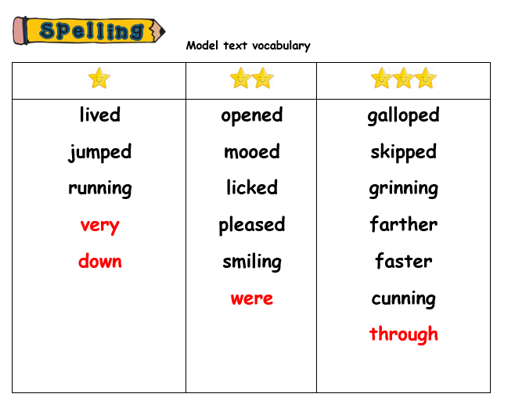 Spelling
Model text vocabulary
lived opened galloped
jumped mooed skipped
running licked grinning
very pleased farther
down smiling faster
were cunning
through